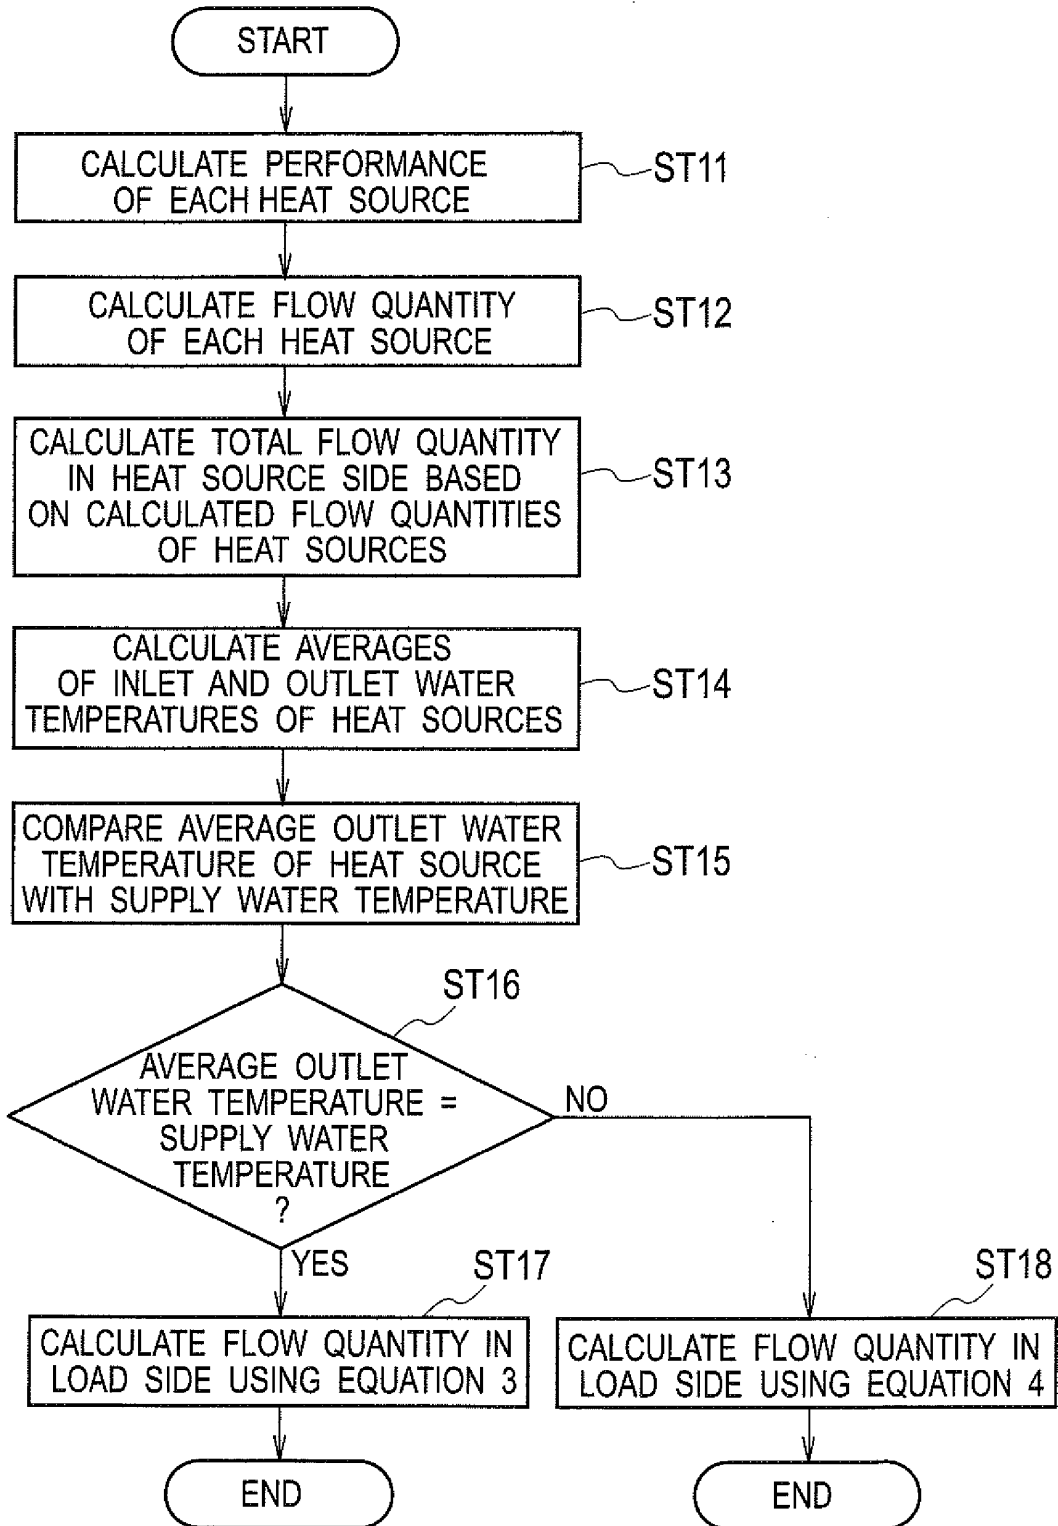 START
CALCULATE PERFORMANCE
OF EACH HEAT SOURCE
ST11
CALCULATE FLOW QUANTITY
OF EACH HEAT SOURCE
ST12
CALCULATE TOTAL FLOW QUANTITY
IN HEAT SOURCE SIDE BASED
ON CALCULATED FLOW QUANTITIES
OF HEAT SOURCES
ST13
CALCULATE AVERAGES
OF INLET AND OUTLET WATER
TEMPERATURES OF HEAT SOURCES
ST14
COMPARE AVERAGE OUTLET WATER
TEMPERATURE OF HEAT SOURCE
WITH SUPPLY WATER TEMPERATURE
ST15
ST16
AVERAGE OUTLET
WATER TEMPERATURE =
SUPPLY WATER
TEMPERATURE
?
NO
YES
ST17
CALCULATE FLOW QUANTITY IN
LOAD SIDE USING EQUATION 3
END
ST18
CALCULATE FLOW QUANTITY IN
LOAD SIDE USING EQUATION 4
END